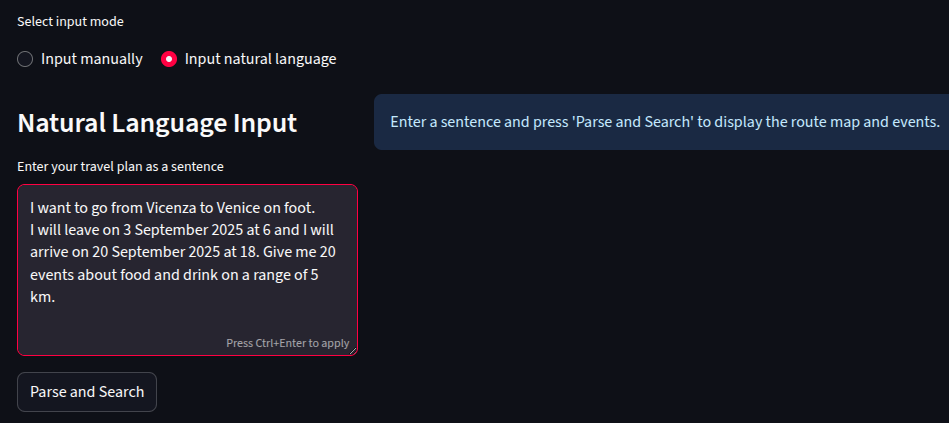 Select input mode
Input manually
Input natural language
Natural Language Input
Enter a sentence and press 'Parse and Search' to display the route map and events.
Enter your travel plan as a sentence
I want to go from Vicenza to Venice on foot.
I will leave on 3 September 2025 at 6 and I will
arrive on 20 September 2025 at 18. Give me 20
events about food and drink on a range of 5
km.
Press Ctrl+Enter to apply
Parse and Search